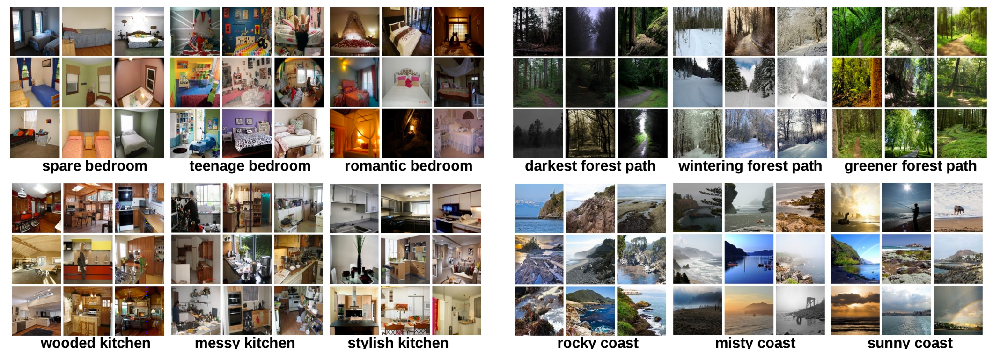 spare bedroom
teenage bedroom
romantic bedroom
darkest forest path
wintering forest path
greener forest path
wooded kitchen
messy kitchen
stylish kitchen
rocky coast
misty coast
sunny coast